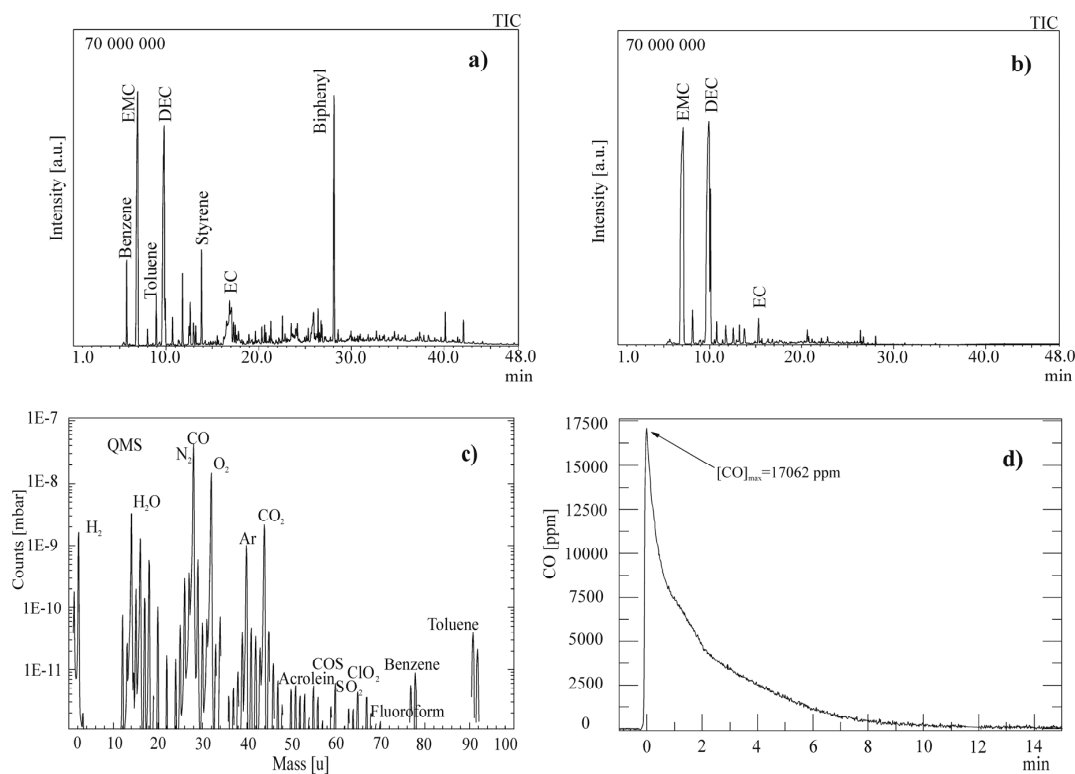 TIC
70 000 000
a)
Intensity [a.u.]
Benzene
EMC
Toluene
DEC
Styrene
EC
Biphenyl
1.0 10.0 20.0 30.0 48.0
min
TIC
70 000 000
b)
Intensity [a.u.]
EMC
DEC
EC
1.0 10.0 20.0 30.0 40.0 48.0
min
1E-7
1E-8
1E-9
1E-10
1E-11
Counts [mbar]
QMS
c)
H₂
H₂O
N₂
CO
O₂
Ar
CO₂
Acrolein
COS
SO₂
ClO₂
Fluoroform
Benzene
Toluene
0 10 20 30 40 50 60 70 80 90 100
Mass [u]
17500
15000
12500
10000
7500
5000
2500
0
CO [ppm]
d)
[CO]max=17062 ppm
0 2 4 6 8 10 12 14
min